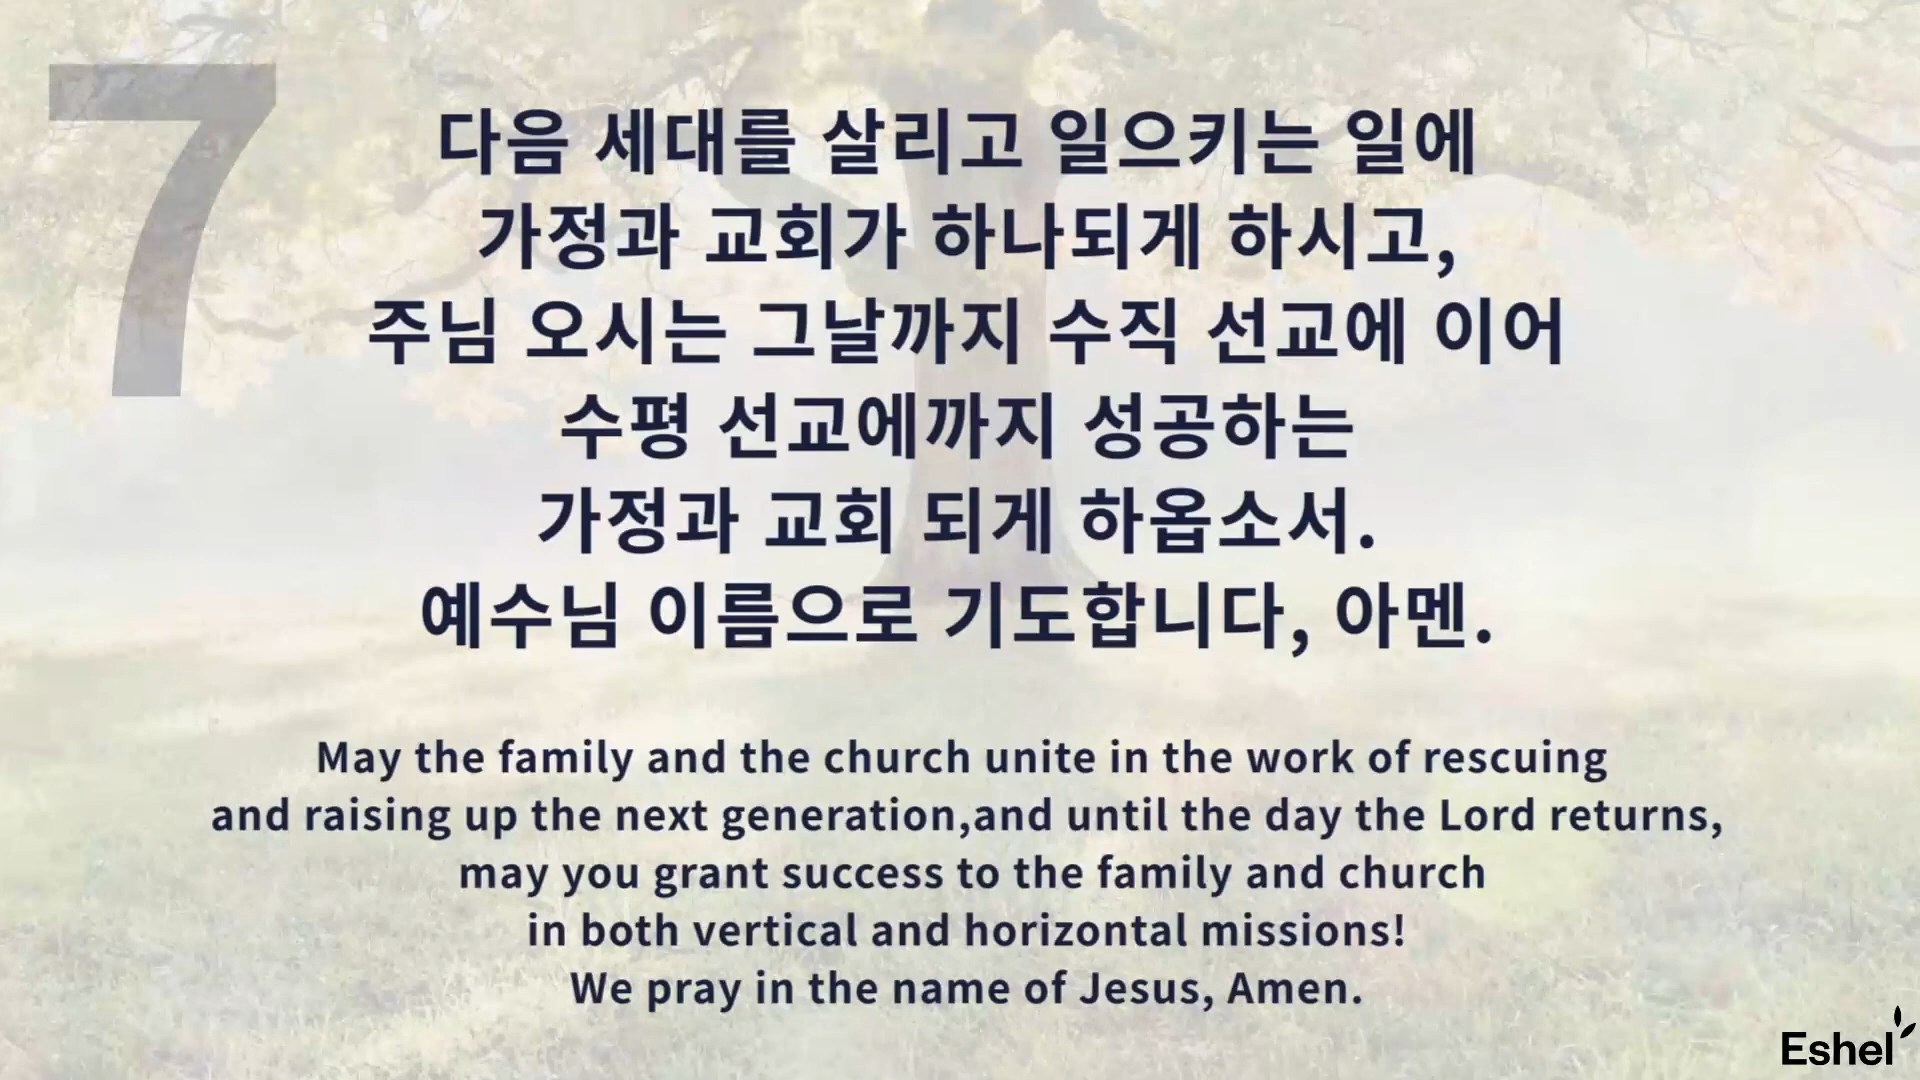 7
다음 세대를 살리고 일으키는 일에
가정과 교회가 하나되게 하시고,
주님 오시는 그날까지 수직 선교에 이어
수평 선교에까지 성공하는
가정과 교회 되게 하옵소서.
예수님 이름으로 기도합니다, 아멘.
May the family and the church unite in the work of rescuing
and raising up the next generation,and until the day the Lord returns,
may you grant success to the family and church
in both vertical and horizontal missions!
We pray in the name of Jesus, Amen.
Eshel